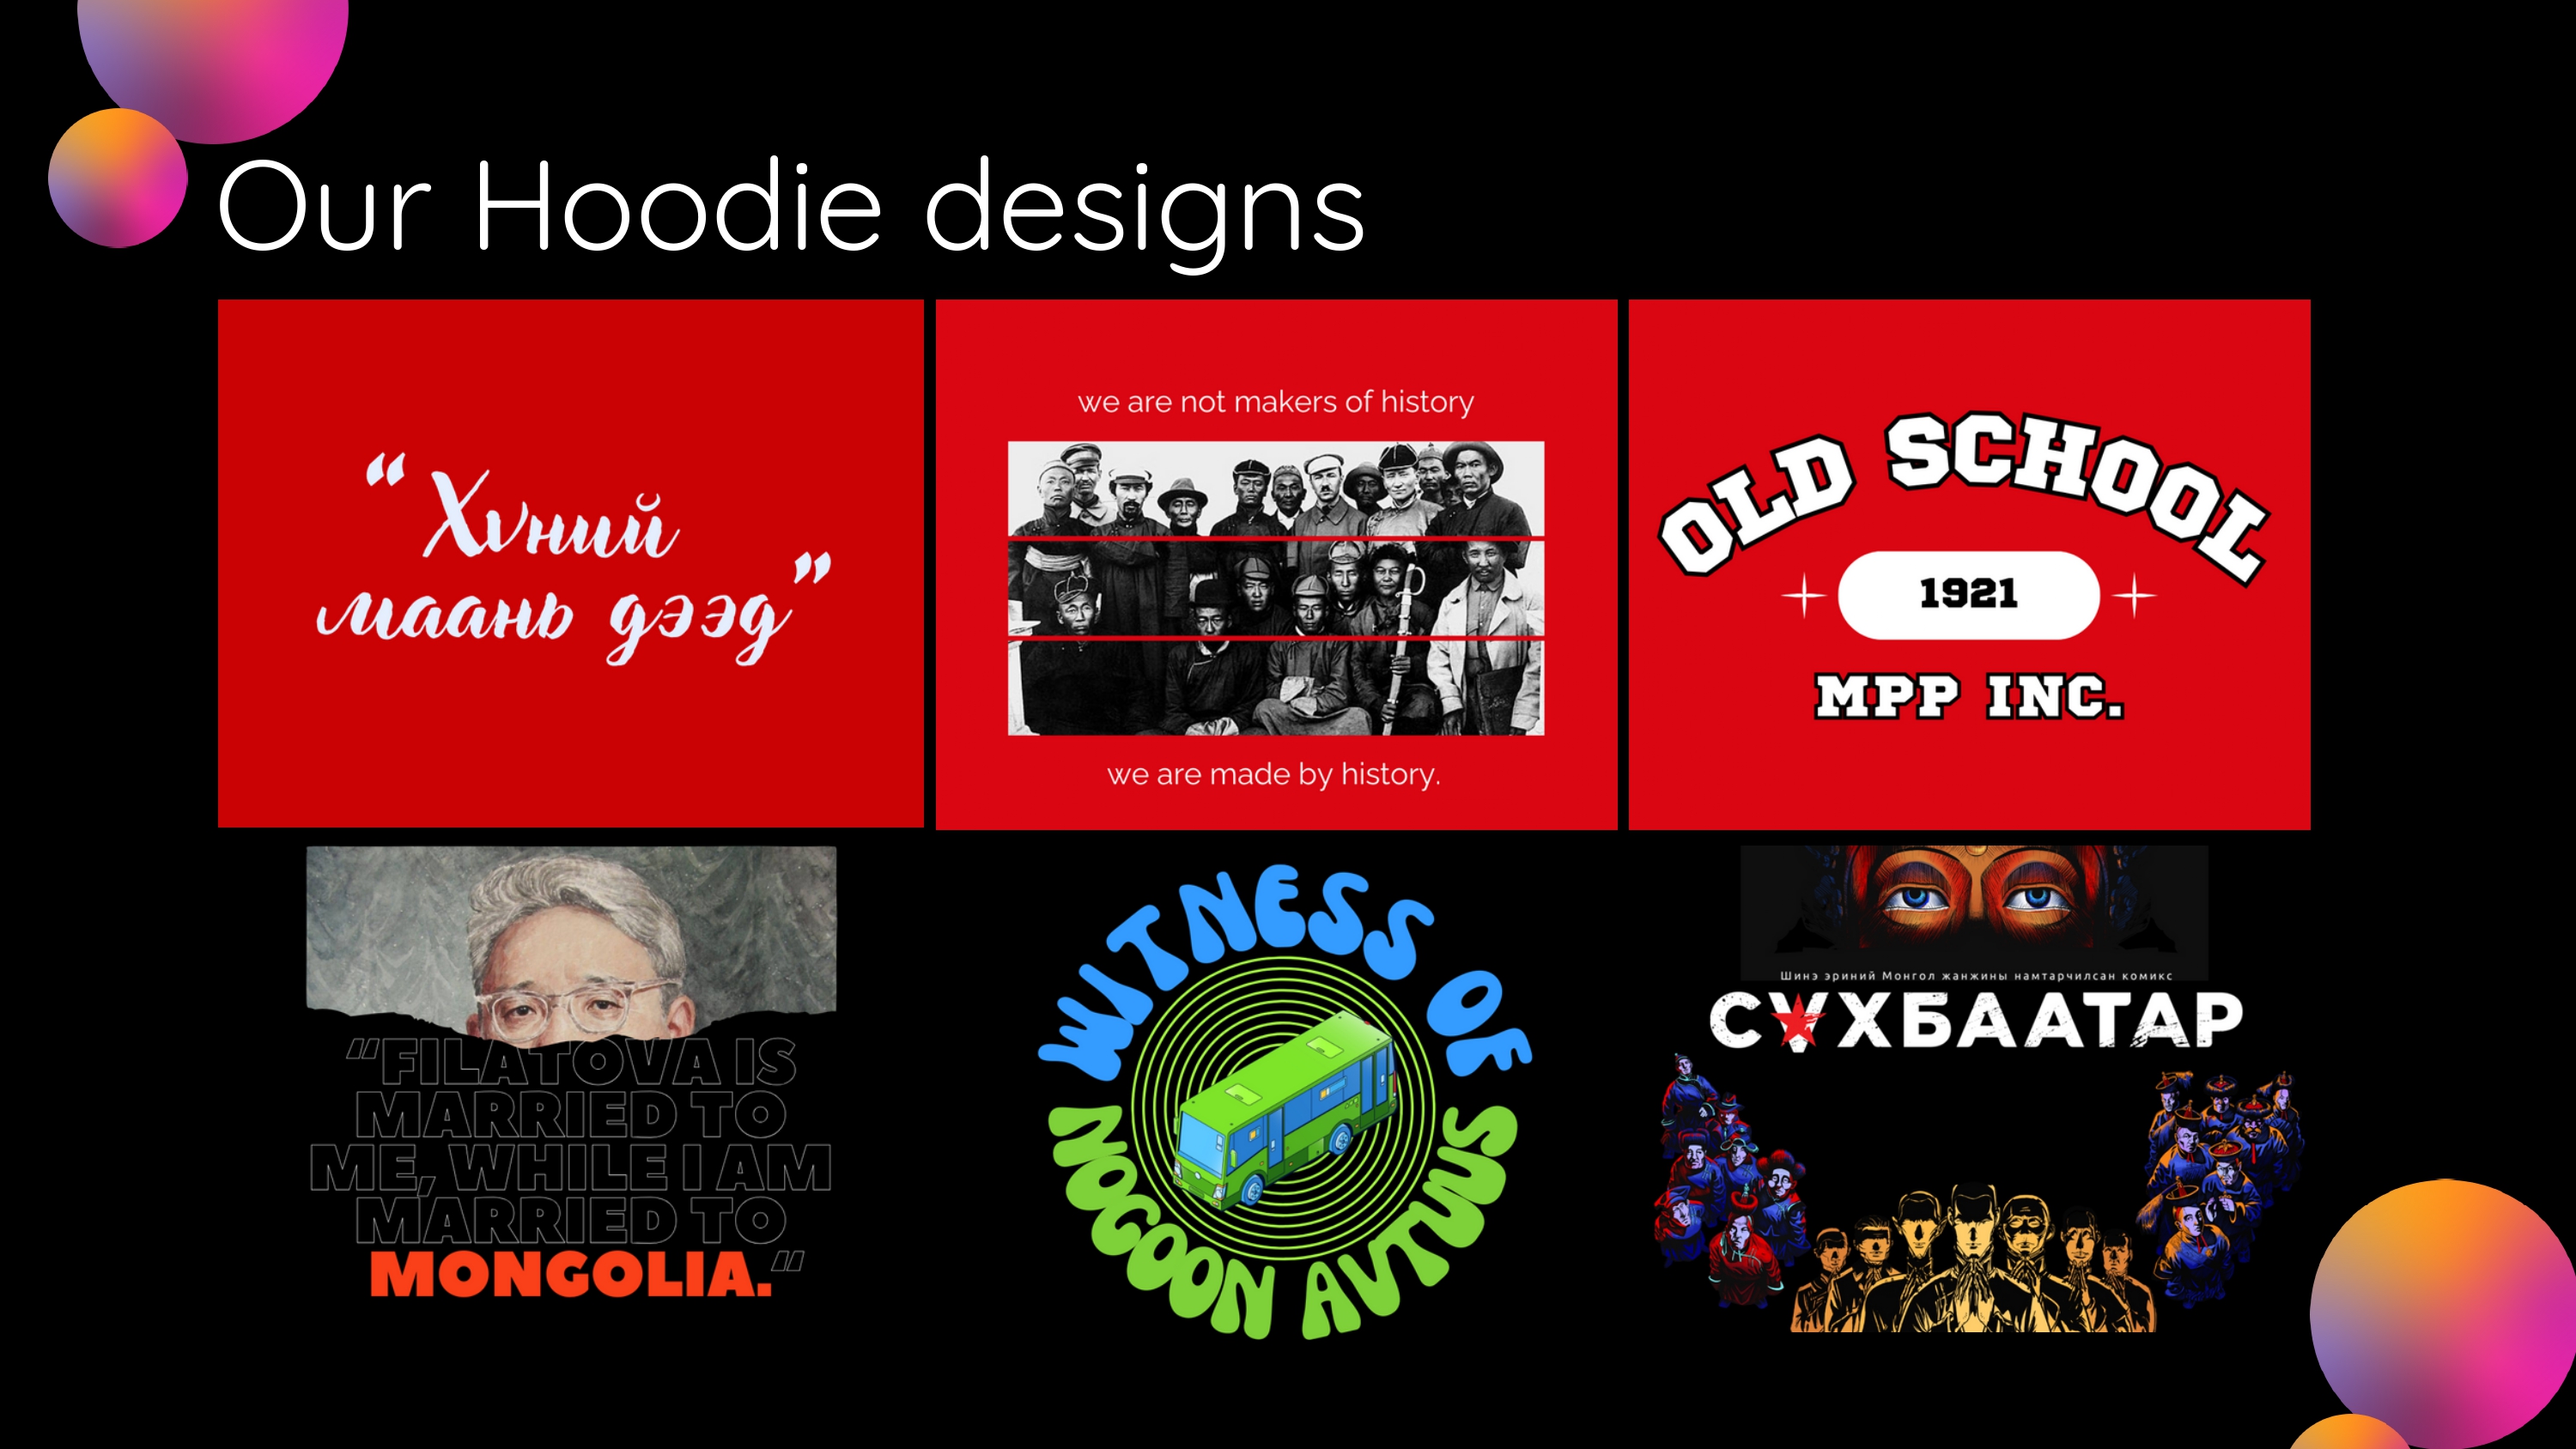 Our Hoodie designs
“Хүний
маань дээд”
we are not makers of history
we are made by history.
OLD SCHOOL
1921
MPP INC.
“FILATOVA IS
MARRIED TO
ME, WHILE I AM
MARRIED TO
MONGOLIA.“
WITNESS OF
NOGOON AVTUUS
Шинэ эриний Монгол жанжины намтарчилсан комикс
СҮХБААТАР